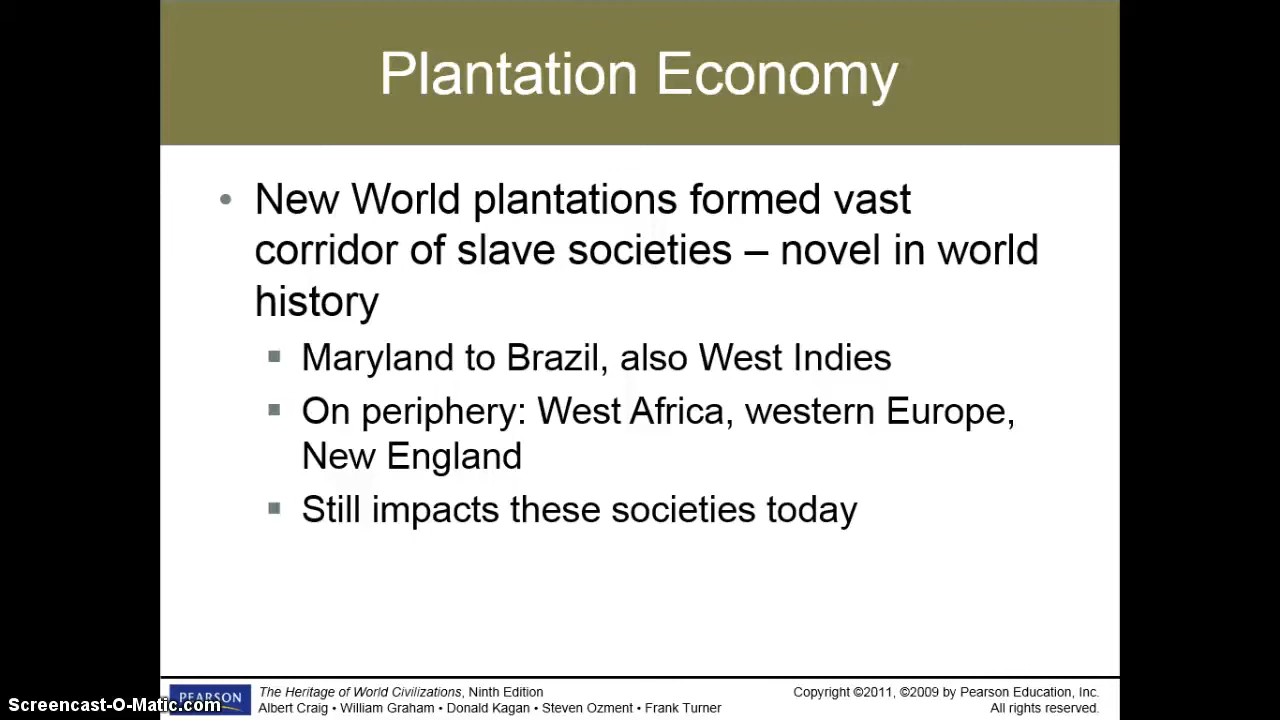 Plantation Economy
• New World plantations formed vast
corridor of slave societies – novel in world
history
▪ Maryland to Brazil, also West Indies
▪ On periphery: West Africa, western Europe,
New England
▪ Still impacts these societies today
PEARSON
The Heritage of World Civilizations, Ninth Edition
Albert Craig • William Graham • Donald Kagan • Steven Ozment • Frank Turner
Copyright ©2011, ©2009 by Pearson Education, Inc.
All rights reserved.
Screencast-O-Matic.com